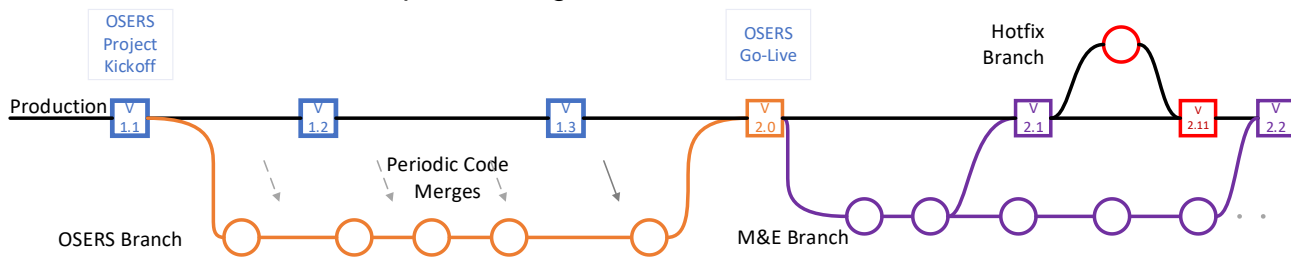 OSERS
Project
Kickoff
OSERS
Go-Live
Hotfix
Branch
Production
V
1.1
V
1.2
V
1.3
V
2.0
V
2.1
V
2.11
V
2.2
Periodic Code
Merges
OSERS Branch
M&E Branch